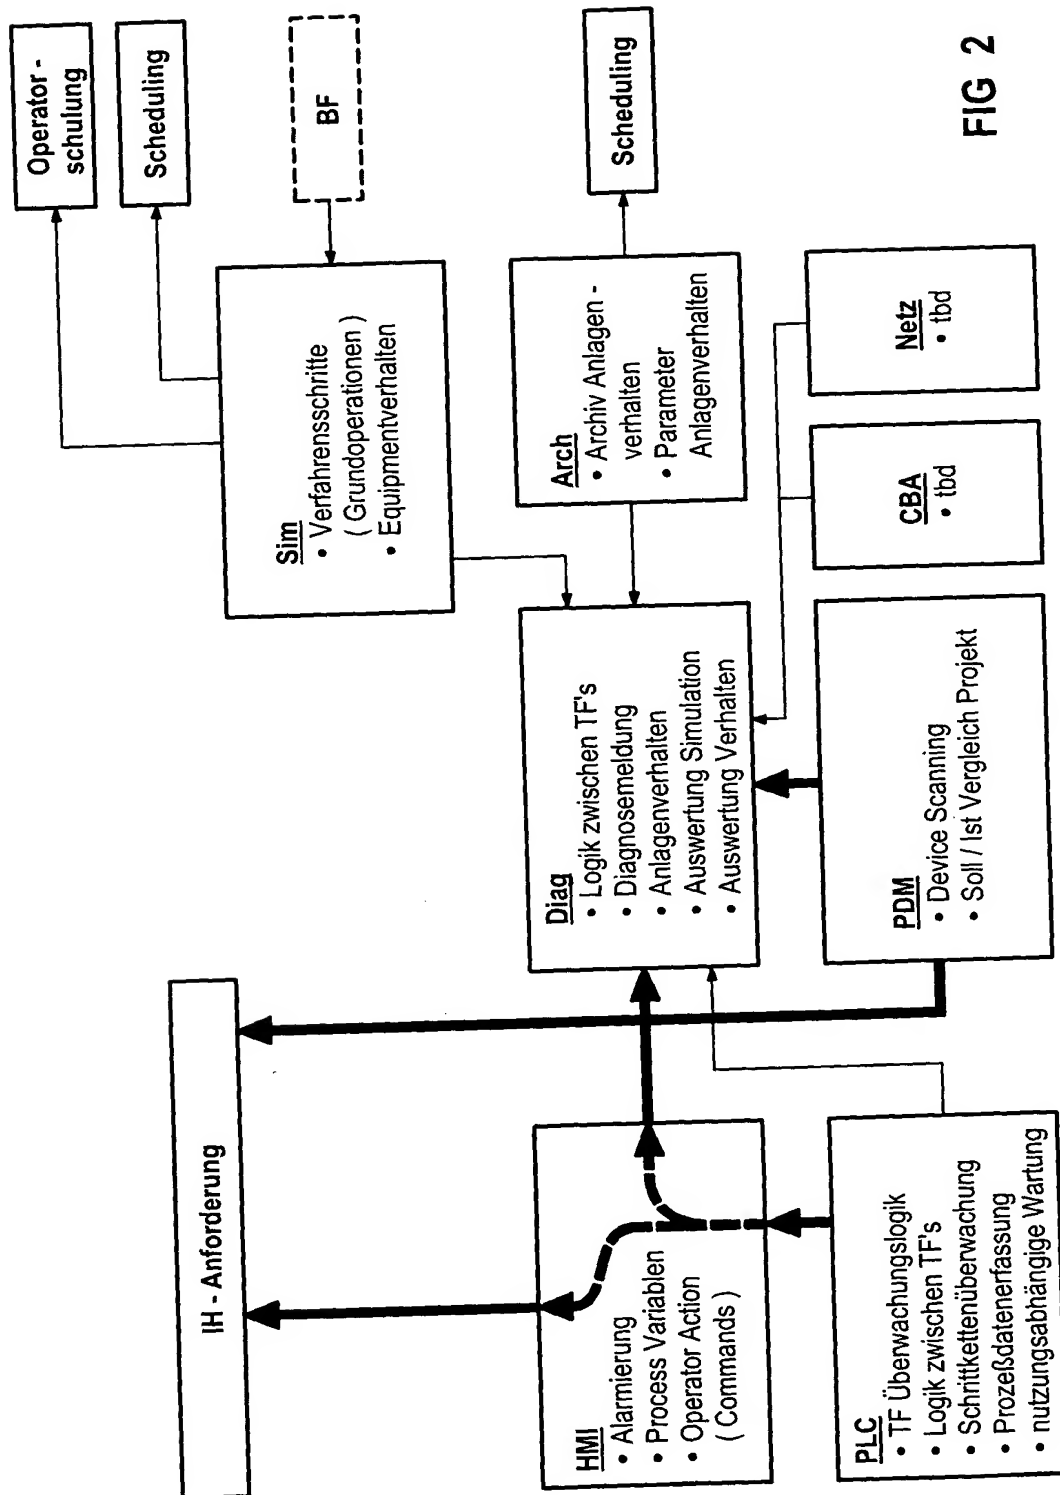 IH - Anforderung
Operator -
schulung
Scheduling
BF
Sim
• Verfahrensschritte
( Grundoperationen )
• Equipmentverhalten
HMI
• Alarmierung
• Process Variablen
• Operator Action
( Commands )
Diag
• Logik zwischen TF's
• Diagnosemeldung
• Anlagenverhalten
• Auswertung Simulation
• Auswertung Verhalten
Arch
• Archiv Anlagen -
verhalten
• Parameter
Anlagenverhalten
Scheduling
PLC
• TF Überwachungslogik
• Logik zwischen TF's
• Schrittkettenüberwachung
• Prozeßdatenerfassung
• nutzungsabhängige Wartung
PDM
• Device Scanning
• Soll / Ist Vergleich Projekt
CBA
• tbd
Netz
• tbd
FIG 2